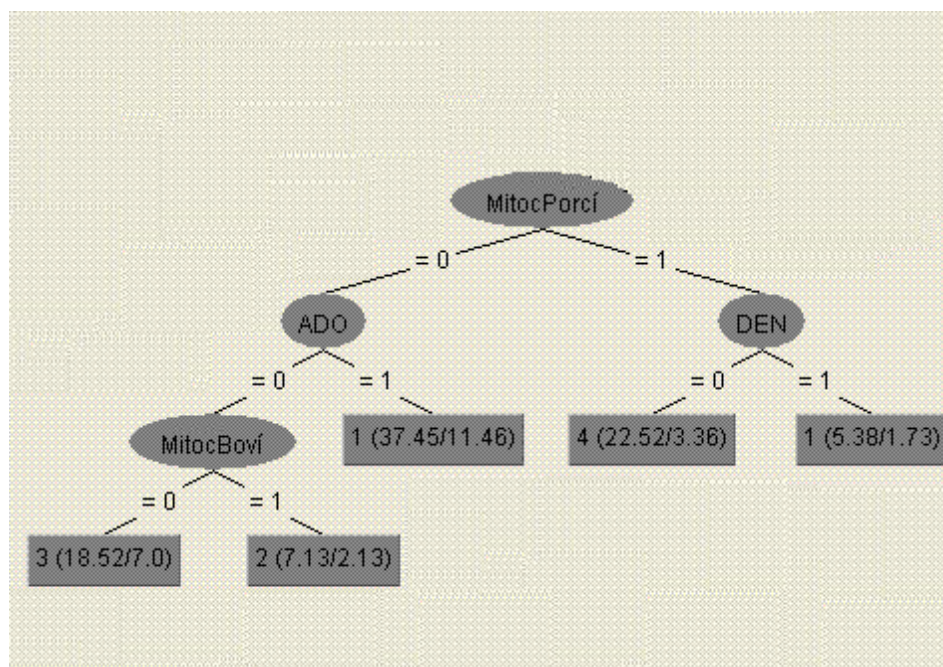 MitocPorcí
= 0 = 1
ADO DEN
= 0 = 1 = 0 = 1
MitocBoví 1 (37.45/11.46) 4 (22.52/3.36) 1 (5.38/1.73)
= 0 = 1
3 (18.52/7.0) 2 (7.13/2.13)